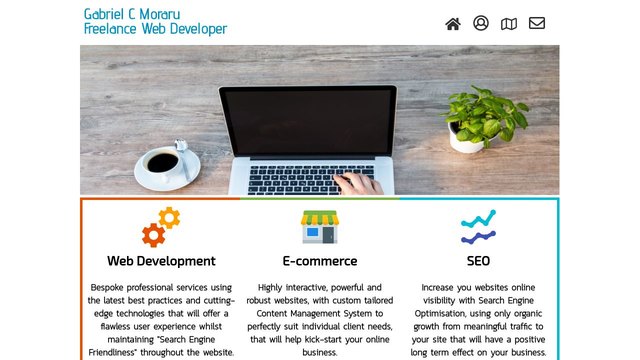 Gabriel C Moraru
Freelance Web Developer
Web Development
Bespoke professional services using
the latest best practices and cutting-
edge technologies that will offer a
flawless user experience whilst
maintaining "Search Engine
Friendliness" throughout the website.
E-commerce
Highly interactive, powerful and
robust websites, with custom tailored
Content Management System to
perfectly suit individual client needs,
that will help kick-start your online
business.
SEO
Increase you websites online
visibility with Search Engine
Optimisation, using only organic
growth from meaningful traffic to
your site that will have a positive
long term effect on your business.